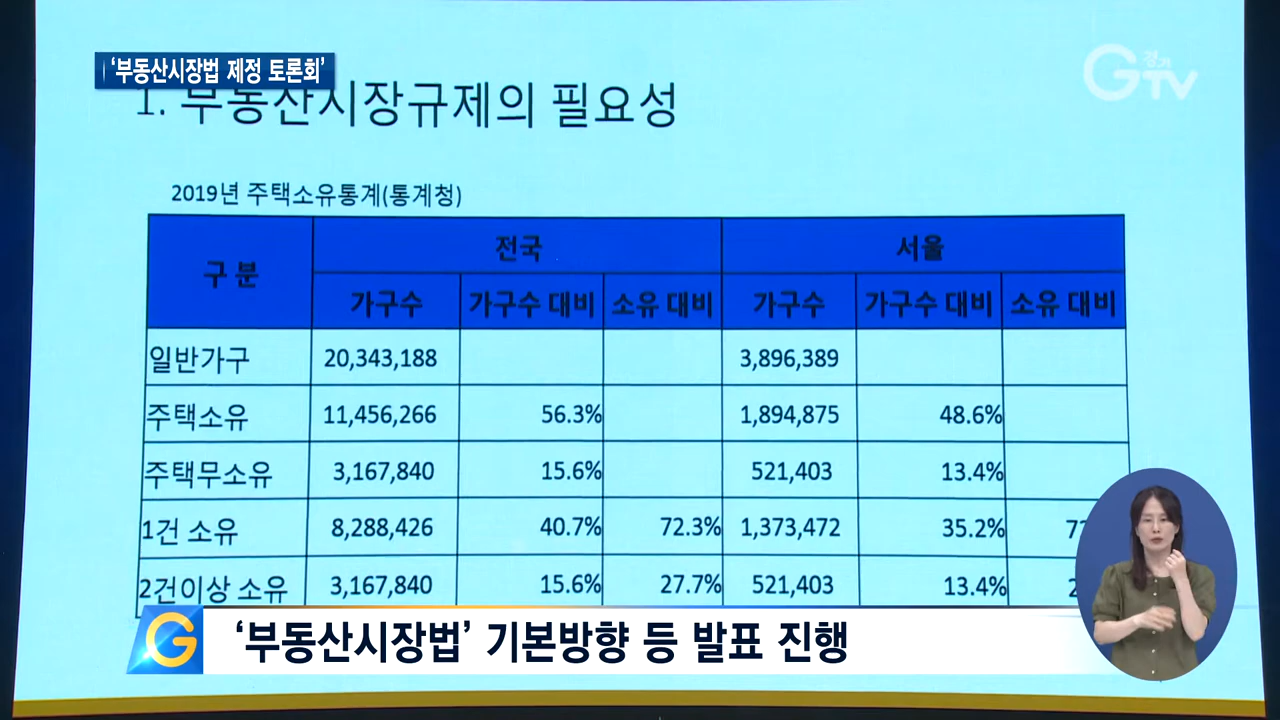 ‘부동산시장법 제정 토론회’
경기
GTV
1. 부동산시장규제의 필요성
2019년 주택소유통계(통계청)
구 분 전국 서울
가구수 가구수 대비 소유 대비 가구수 가구수 대비 소유 대비
일반가구 20,343,188 3,896,389
주택소유 11,456,266 56.3% 1,894,875 48.6%
주택무소유 3,167,840 15.6% 521,403 13.4%
1건 소유 8,288,426 40.7% 72.3% 1,373,472 35.2%
2건이상 소유 3,167,840 15.6% 27.7% 521,403 13.4%
G
‘부동산시장법’ 기본방향 등 발표 진행